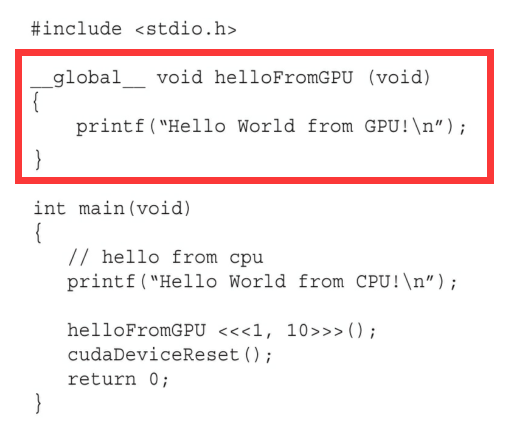 #include <stdio.h>
__global__ void helloFromGPU (void)
{
printf(“Hello World from GPU!\n”);
}
int main(void)
{
// hello from cpu
printf(“Hello World from CPU!\n”);
helloFromGPU <<<1, 10>>>();
cudaDeviceReset();
return 0;
}